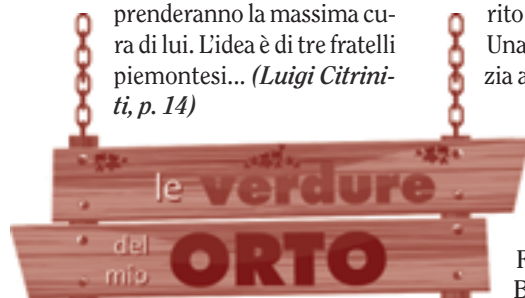 prenderanno la massima cu-
ra di lui. L'idea è di tre fratelli
piemontesi... (Luigi Citrini-
ti, p. 14)
rito
Una
zia a
le verdure
del mio
ORTO
F
B